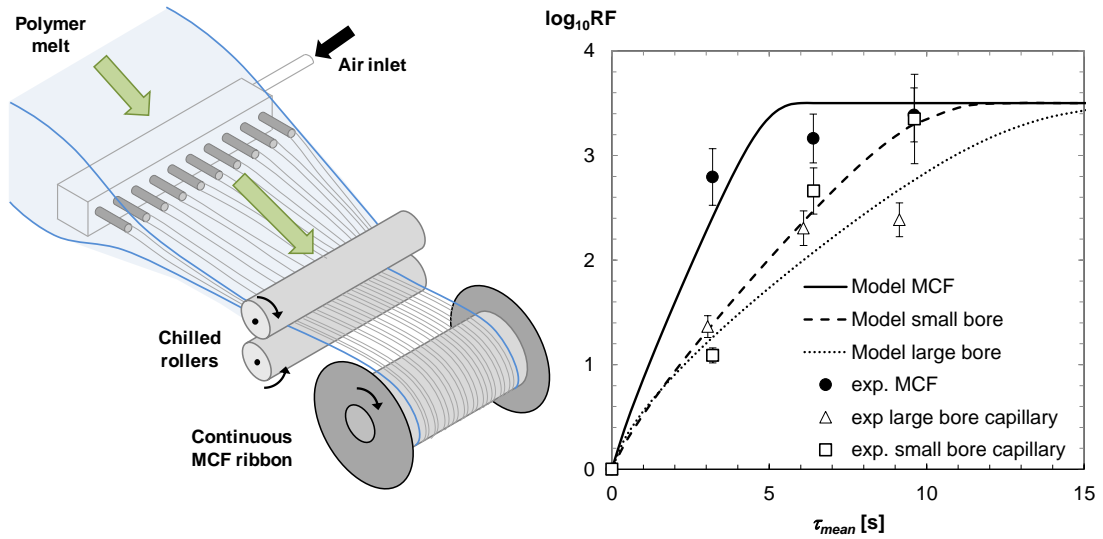 Polymer
melt
Air inlet
Chilled
rollers
Continuous
MCF ribbon
log₁₀RF
4
3
2
1
0
0
5
10
15
τmean [s]
Model MCF
Model small bore
Model large bore
exp. MCF
exp large bore capillary
exp. small bore capillary